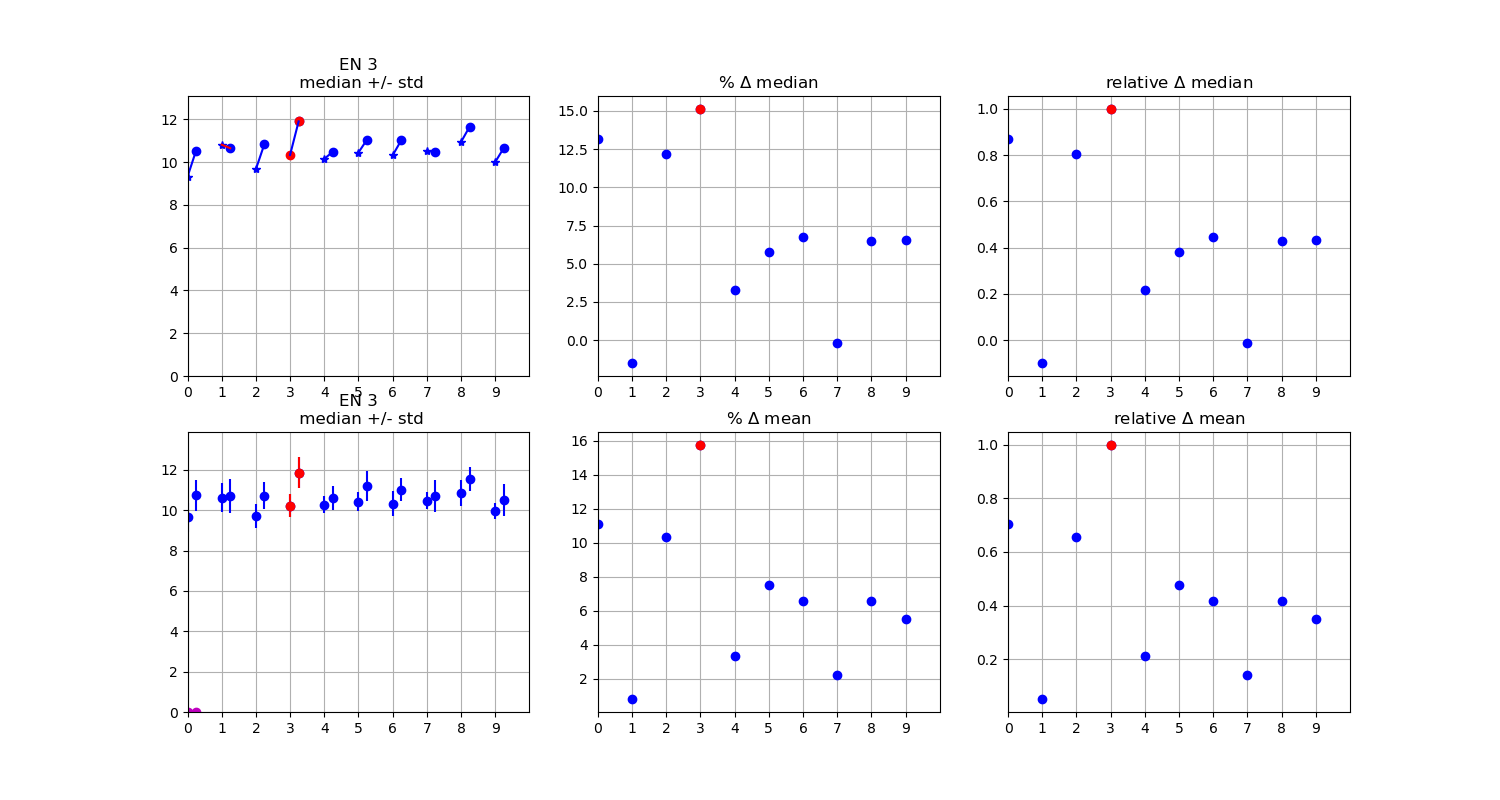 EN 3
median +/- std
% Δ median
relative Δ median
12
10
8
6
4
2
0
0 1 2 3 4 5 6 7 8 9
15.0
12.5
10.0
7.5
5.0
2.5
0.0
0 1 2 3 4 5 6 7 8 9
1.0
0.8
0.6
0.4
0.2
0.0
0 1 2 3 4 5 6 7 8 9
EN 3
median +/- std
% Δ mean
relative Δ mean
12
10
8
6
4
2
0
0 1 2 3 4 5 6 7 8 9
16
14
12
10
8
6
4
2
0 1 2 3 4 5 6 7 8 9
1.0
0.8
0.6
0.4
0.2
0 1 2 3 4 5 6 7 8 9